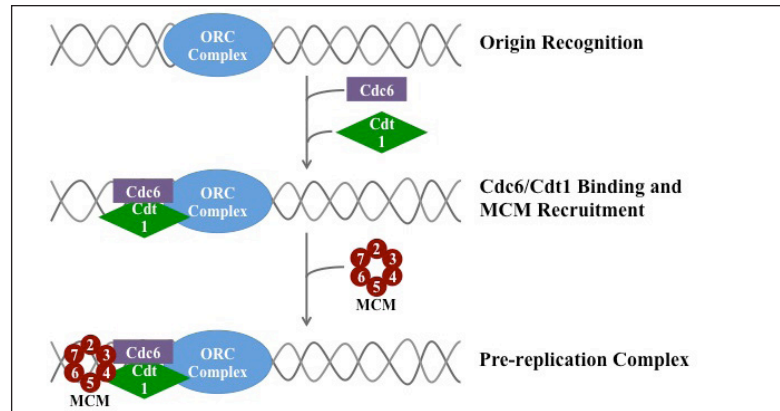 ORC
Complex
Origin Recognition
Cdc6
Cdt
1
Cdc6
Cdt
1
ORC
Complex
Cdc6/Cdt1 Binding and
MCM Recruitment
2
7 3
6 4
5
MCM
2
7 3
6 4
5
MCM
Cdc6
Cdt
1
ORC
Complex
Pre-replication Complex